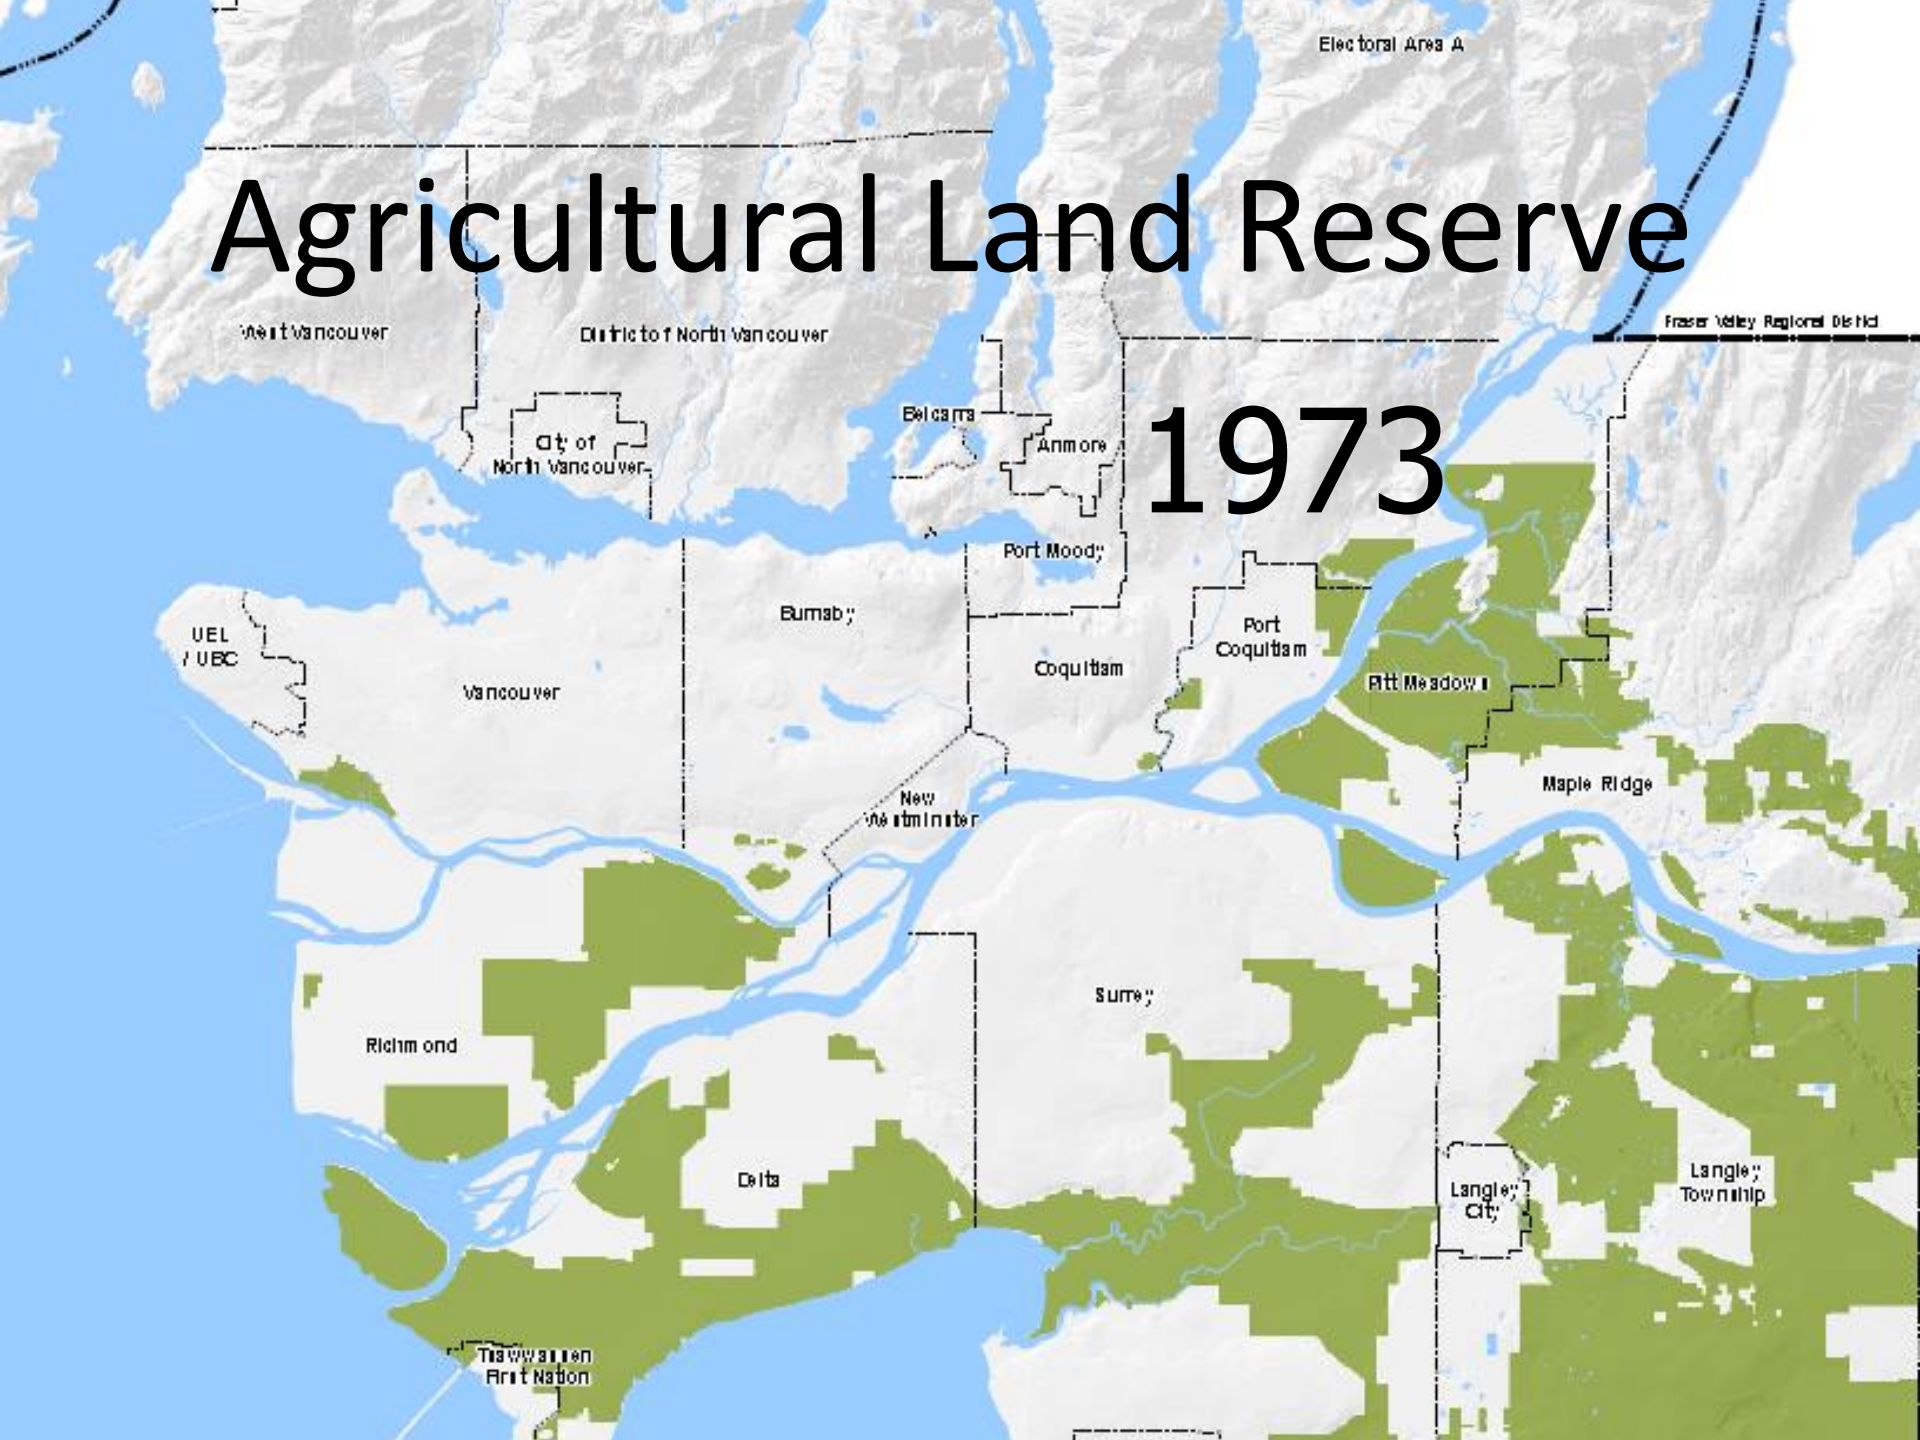 Electoral Area A
Agricultural Land Reserve
West Vancouver
District of North Vancouver
Fraser Valley Regional District
1973
Belcarra
City of
North Vancouver
Anmore
Port Moody
Burnaby
UEL
/ UBC
Port
Coquitlam
Coquitlam
Vancouver
Pitt Meadows
Maple Ridge
New
Westminster
Surrey
Richmond
Delta
Langley
Township
Langley
City
Tsawwassen
First Nation